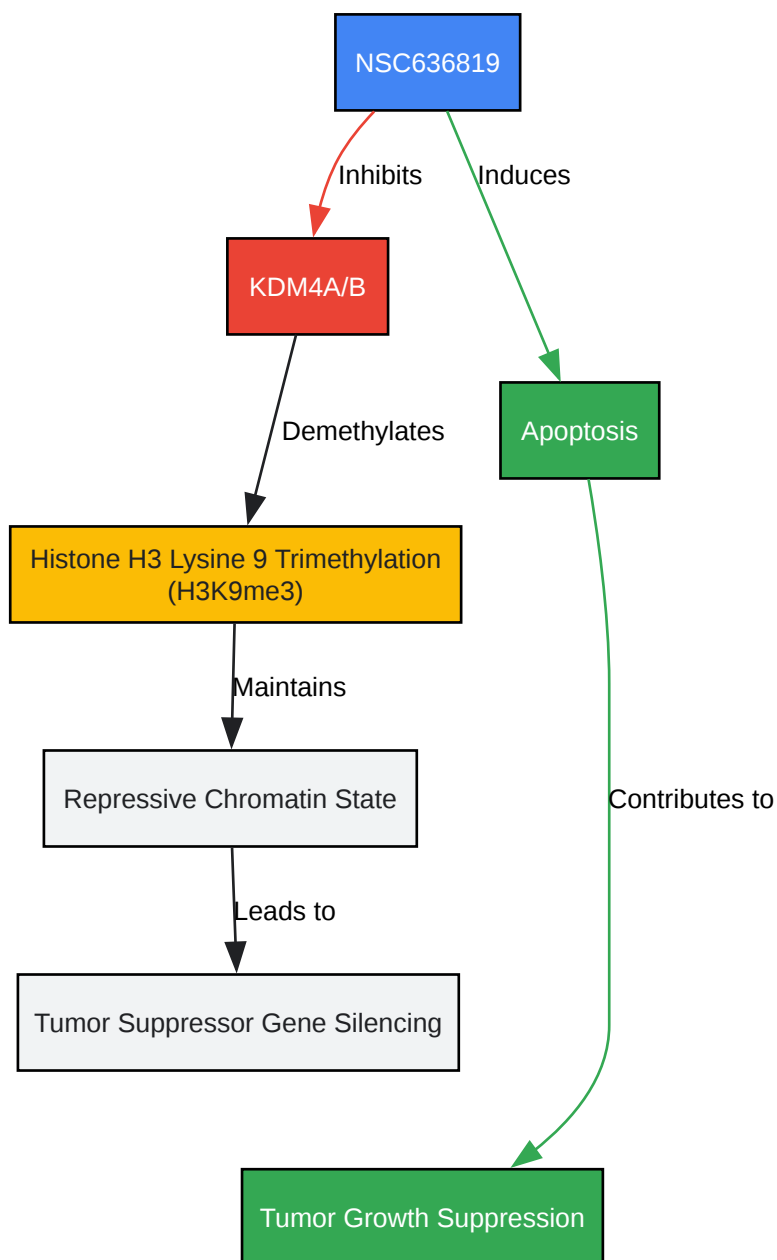 NSC636819
Inhibits
Induces
KDM4A/B
Demethylates
Apoptosis
Histone H3 Lysine 9 Trimethylation
(H3K9me3)
Maintains
Repressive Chromatin State
Contributes to
Leads to
Tumor Suppressor Gene Silencing
Tumor Growth Suppression